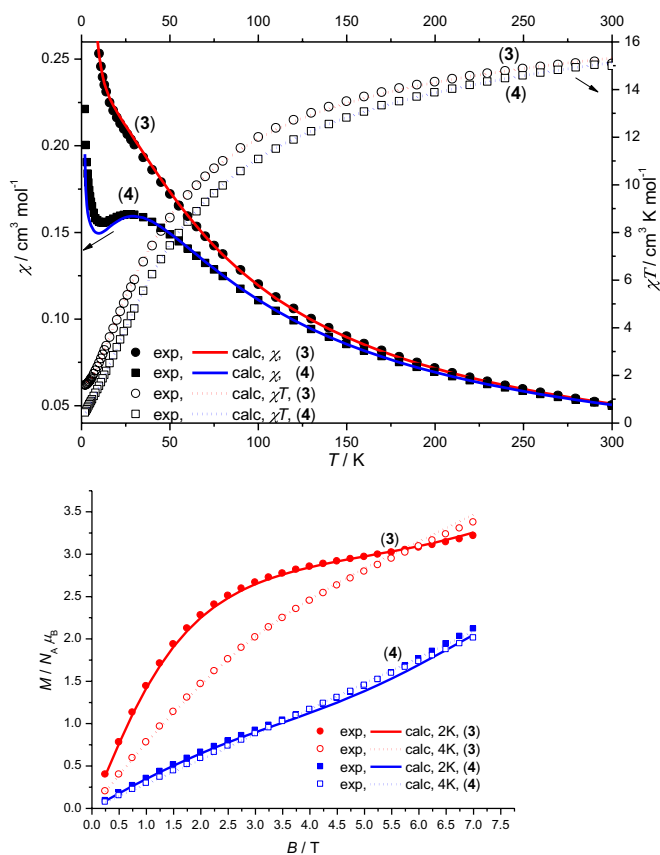 0 50 100 150 200 250 300
0.25
0.20
0.15
0.10
0.05
χ / cm³ mol⁻¹
16
14
12
10
8
6
4
2
0
χT / cm³ K mol⁻¹
(3)
(4)
(3)
(4)
exp, calc, χ, (3)
exp, calc, χ, (4)
exp, calc, χT, (3)
exp, calc, χT, (4)
0 50 100 150 200 250 300
T / K
3.5
3.0
2.5
2.0
1.5
1.0
0.5
0.0
M / N_A μ_B
(3)
(4)
exp, calc, 2K, (3)
exp, calc, 4K, (3)
exp, calc, 2K, (4)
exp, calc, 4K, (4)
0.0 0.5 1.0 1.5 2.0 2.5 3.0 3.5 4.0 4.5 5.0 5.5 6.0 6.5 7.0 7.5
B / T